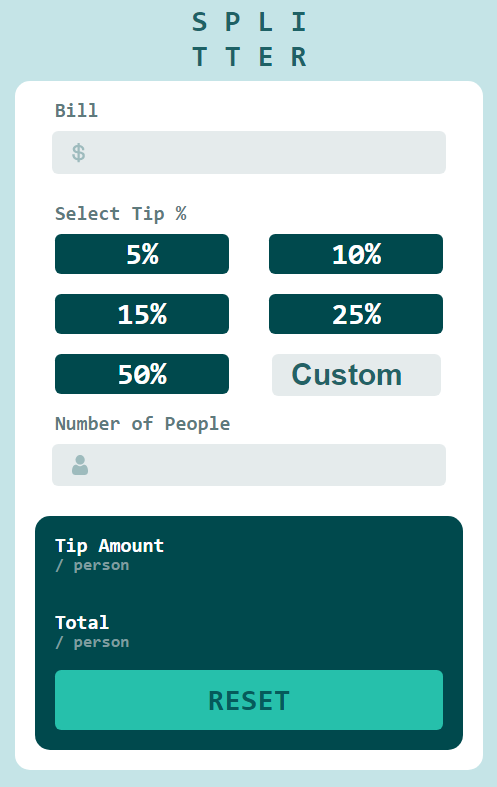 S P L I
T T E R
Bill
$
Select Tip %
5% 10%
15% 25%
50% Custom
Number of People
Tip Amount
/ person
Total
/ person
RESET